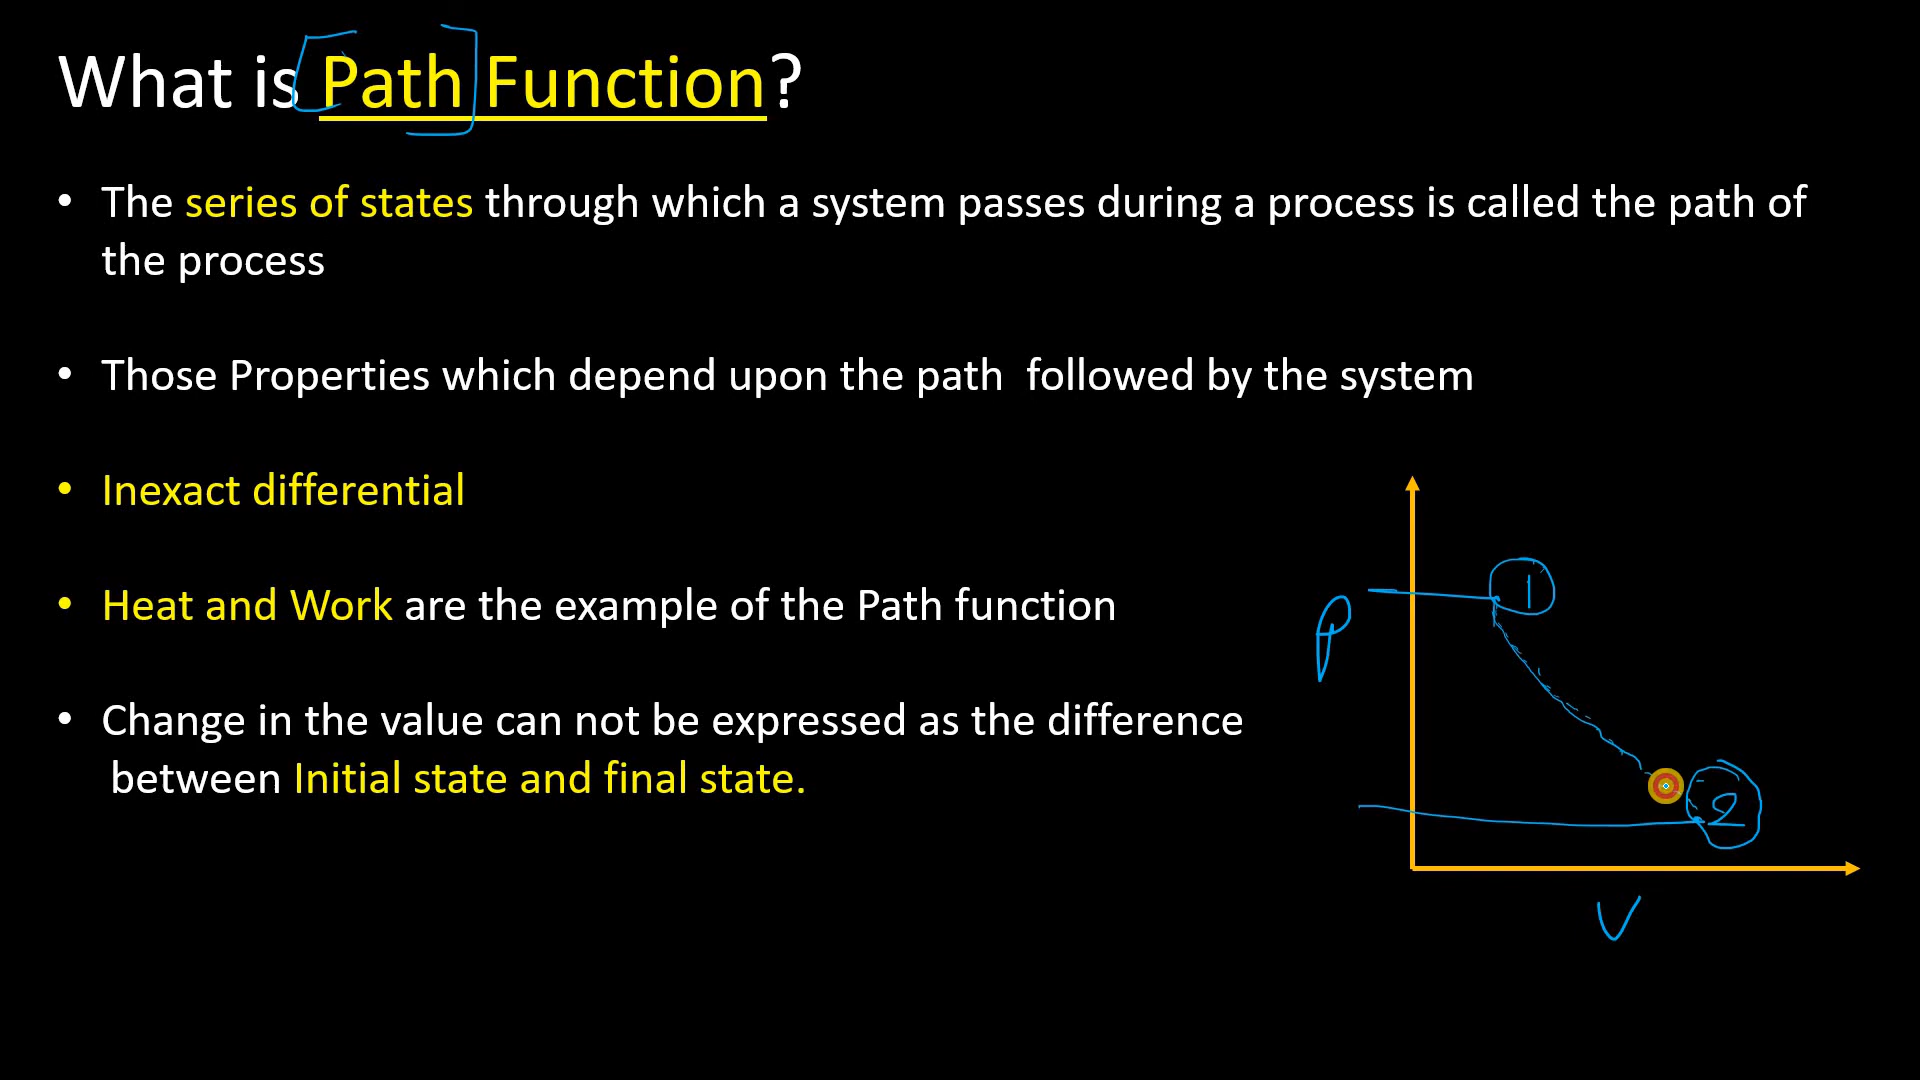 What is Path Function?
• The series of states through which a system passes during a process is called the path of
the process
• Those Properties which depend upon the path followed by the system
• Inexact differential
• Heat and Work are the example of the Path function
• Change in the value can not be expressed as the difference
between Initial state and final state.
1
P
2
V